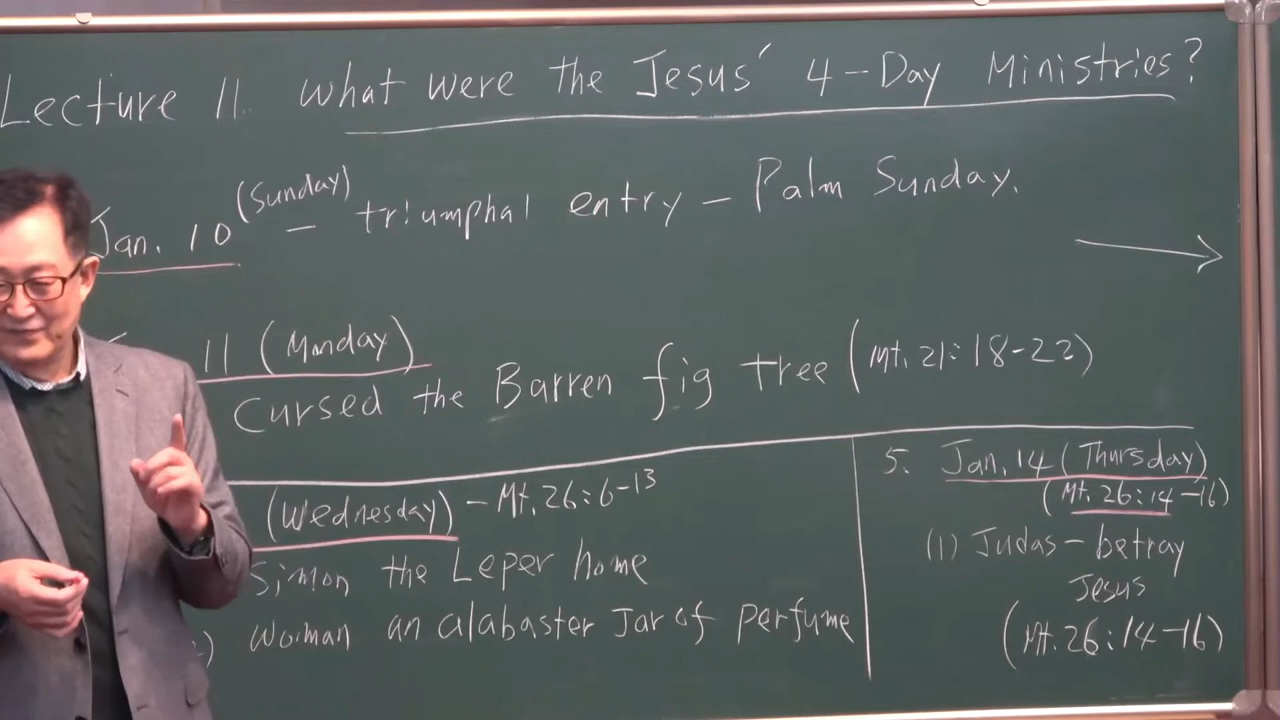 Lecture 11. What were the Jesus' 4-Day Ministries?
(Sunday)
Jan. 10 - triumphal entry - Palm Sunday.
11 (Monday)
Cursed the Barren fig tree (Mt. 21:18-22)
(Wednesday) - Mt. 26:6-13
Simon the Leper home
Woman an alabaster Jar of perfume
5. Jan. 14 (Thursday)
(Mt. 26:14-16)
(1) Judas - betray
Jesus
(Mt. 26:14-16)